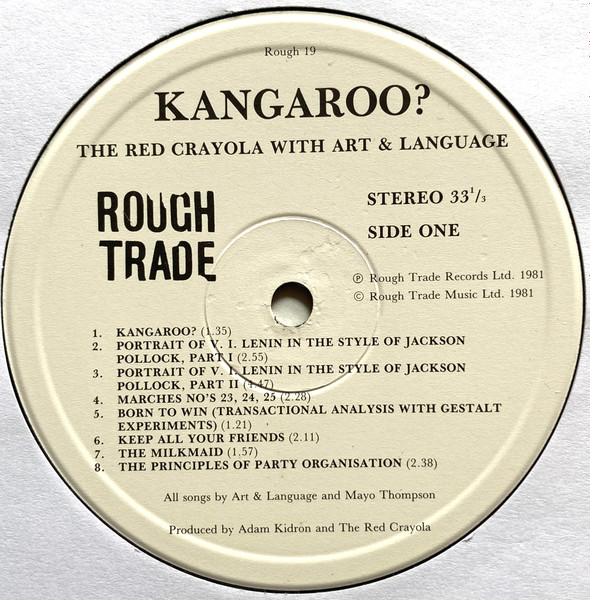 Rough 19
KANGAROO?
THE RED CRAYOLA WITH ART & LANGUAGE
ROUGH
TRADE
STEREO 33 1/3
SIDE ONE
℗ Rough Trade Records Ltd. 1981
© Rough Trade Music Ltd. 1981
1. KANGAROO? (1.35)
2. PORTRAIT OF V. I. LENIN IN THE STYLE OF JACKSON
POLLOCK, PART I (2.55)
3. PORTRAIT OF V. I. LENIN IN THE STYLE OF JACKSON
POLLOCK, PART II (4.47)
4. MARCHES NO'S 23, 24, 25 (2.28)
5. BORN TO WIN (TRANSACTIONAL ANALYSIS WITH GESTALT
EXPERIMENTS) (1.21)
6. KEEP ALL YOUR FRIENDS (2.11)
7. THE MILKMAID (1.57)
8. THE PRINCIPLES OF PARTY ORGANISATION (2.38)
All songs by Art & Language and Mayo Thompson
Produced by Adam Kidron and The Red Crayola